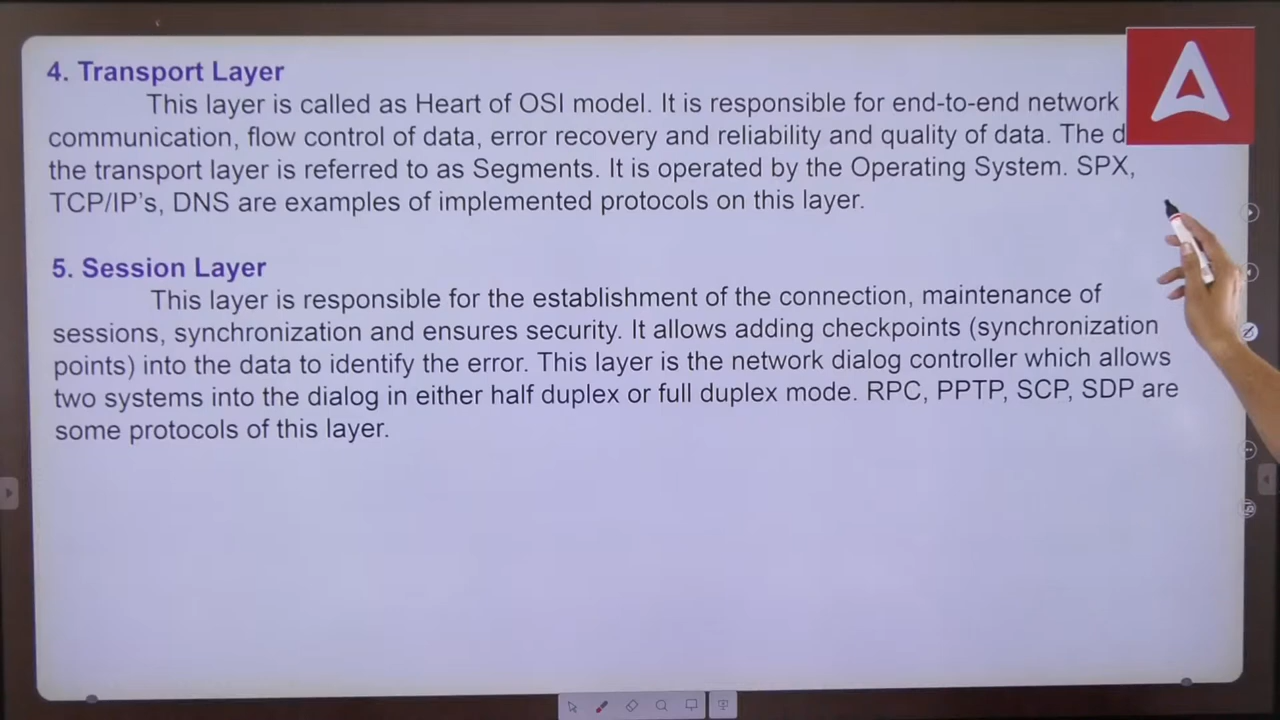 4. Transport Layer
This layer is called as Heart of OSI model. It is responsible for end-to-end network
communication, flow control of data, error recovery and reliability and quality of data. The
the transport layer is referred to as Segments. It is operated by the Operating System. SPX,
TCP/IP’s, DNS are examples of implemented protocols on this layer.
5. Session Layer
This layer is responsible for the establishment of the connection, maintenance of
sessions, synchronization and ensures security. It allows adding checkpoints (synchronization
points) into the data to identify the error. This layer is the network dialog controller which allows
two systems into the dialog in either half duplex or full duplex mode. RPC, PPTP, SCP, SDP are
some protocols of this layer.